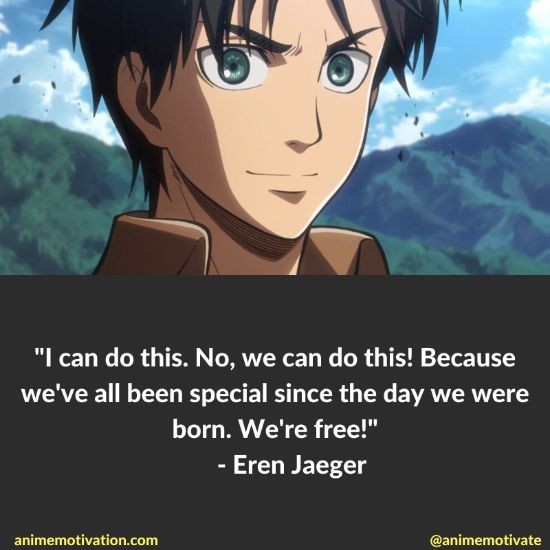 "I can do this. No, we can do this! Because
we've all been special since the day we were
born. We're free!"
- Eren Jaeger
animemotivation.com
@animemotivate